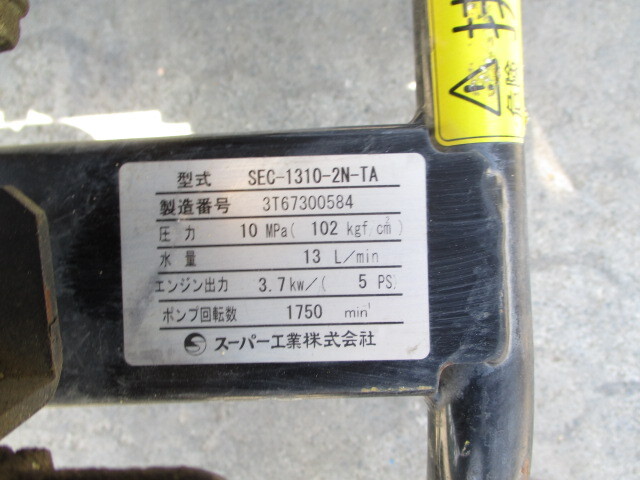 型式 SEC-1310-2N-TA
製造番号 3T67300584
圧力 10 MPa( 102 kgf/cm²)
水量 13 L/min
エンジン出力 3.7kw/( 5 PS)
ポンプ回転数 1750 min⁻¹
スーパー工業株式会社